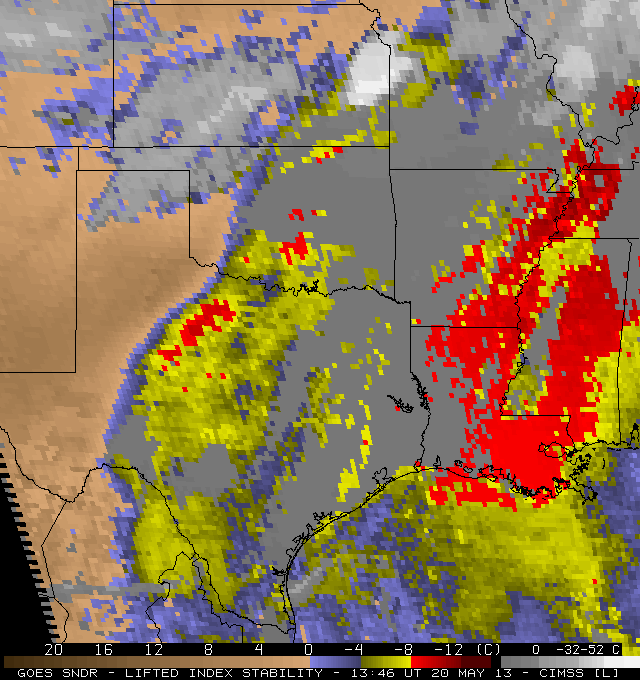 20 16 12 8 4 0 -4 -8 -12 (C) 0 -32-52 C
GOES SNDR - LIFTED INDEX STABILITY - 13:46 UT 20 MAY 13 - CIMSS [L]